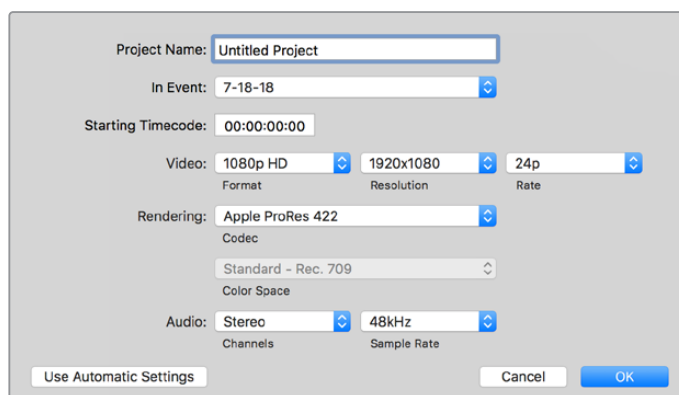 Project Name: Untitled Project
In Event: 7-18-18
Starting Timecode: 00:00:00:00
Video: 1080p HD 1920x1080 24p
Format Resolution Rate
Rendering: Apple ProRes 422
Codec
Standard - Rec. 709
Color Space
Audio: Stereo 48kHz
Channels Sample Rate
Use Automatic Settings Cancel OK